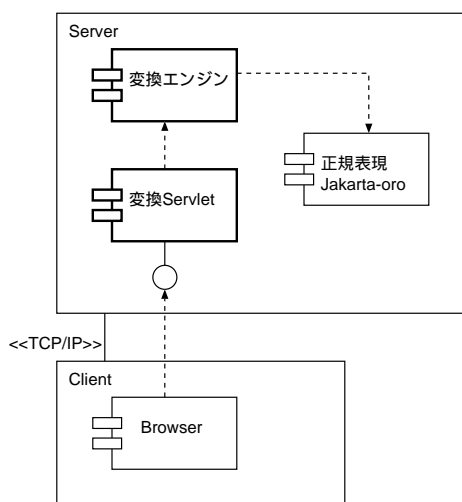 Server
変換エンジン
正規表現
Jakarta-oro
変換Servlet
<<TCP/IP>>
Client
Browser